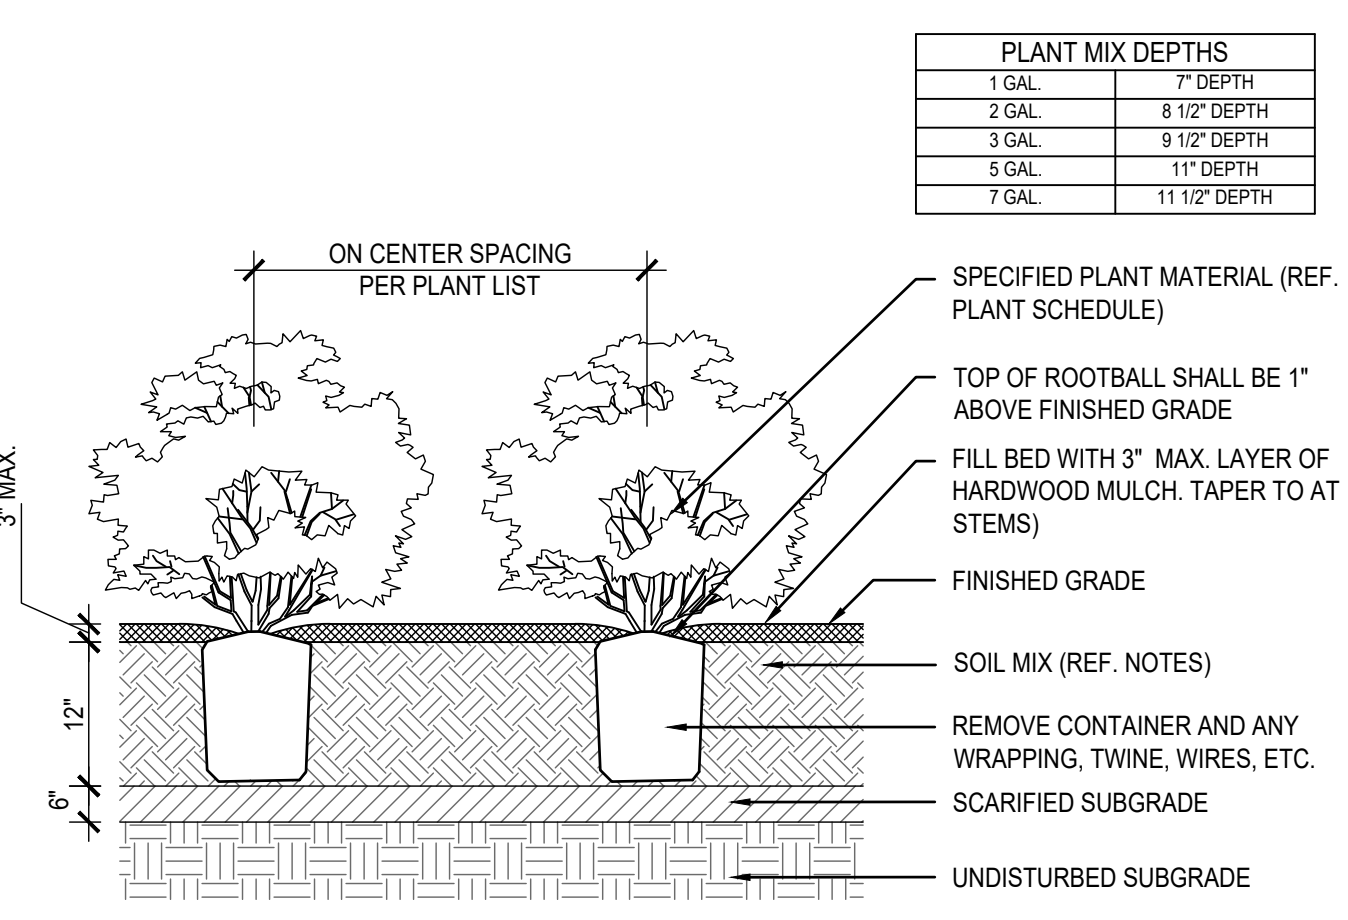 PLANT MIX DEPTHS
1 GAL. 7" DEPTH
2 GAL. 8 1/2" DEPTH
3 GAL. 9 1/2" DEPTH
5 GAL. 11" DEPTH
7 GAL. 11 1/2" DEPTH
ON CENTER SPACING
PER PLANT LIST
SPECIFIED PLANT MATERIAL (REF.
PLANT SCHEDULE)
TOP OF ROOTBALL SHALL BE 1"
ABOVE FINISHED GRADE
FILL BED WITH 3" MAX. LAYER OF
HARDWOOD MULCH. TAPER TO AT
STEMS)
FINISHED GRADE
SOIL MIX (REF. NOTES)
REMOVE CONTAINER AND ANY
WRAPPING, TWINE, WIRES, ETC.
SCARIFIED SUBGRADE
UNDISTURBED SUBGRADE
3" MAX.
12"
6"